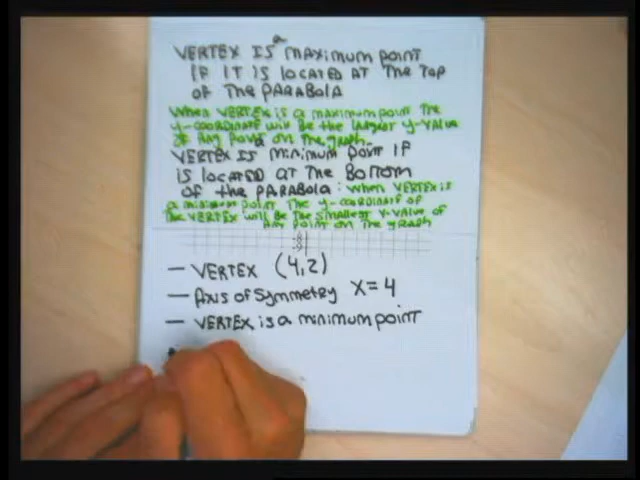 VERTEX IS a MAXIMUM POINT
IF IT IS LOCATED AT THE TOP
OF THE PARABOLA
When VERTEX is a maximum point The
y-coordinate will be the largest y-value
of any point on the graph.
VERTEX IS a MINIMUM POINT IF
IS LOCATED AT THE BOTTOM
OF the PARABOLA: When VERTEX is
a minimum point the y-coordinate of
the VERTEX will be the smallest y-value of
any point on the graph
— VERTEX (4,2)
— Axis of Symmetry x=4
— VERTEX is a minimum point